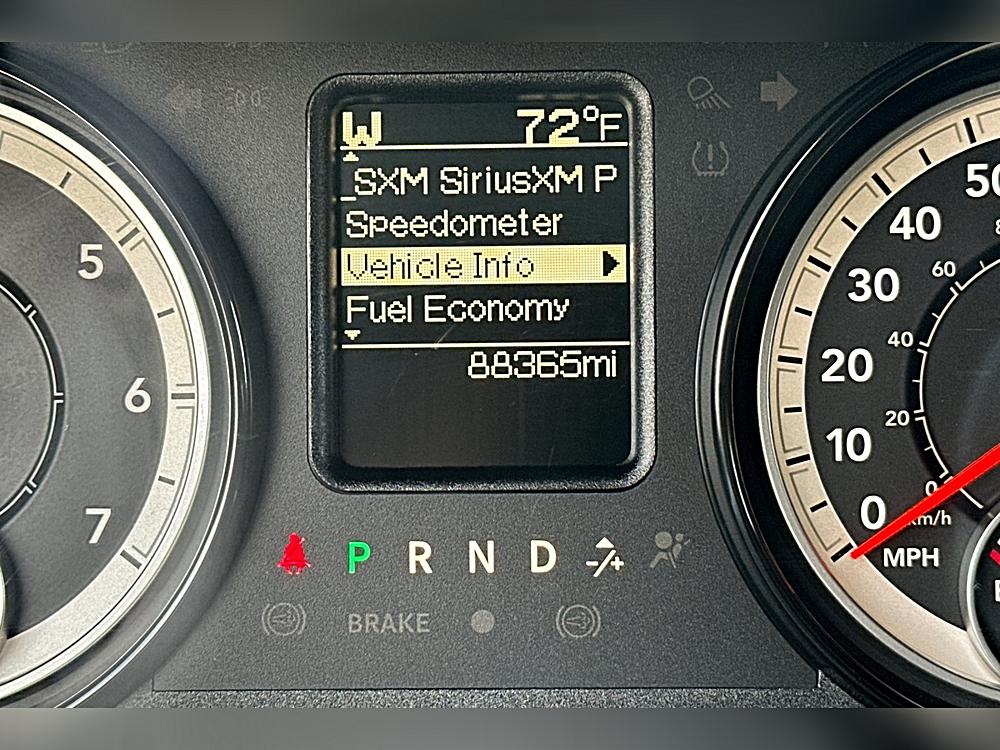 W 72°F
_SXM SiriusXM P
Speedometer
Vehicle Info
Fuel Economy
88365mi
5
6
7
P R N D -/+
BRAKE
50
40
30
20
10
0
MPH
60
40
20
0
km/h